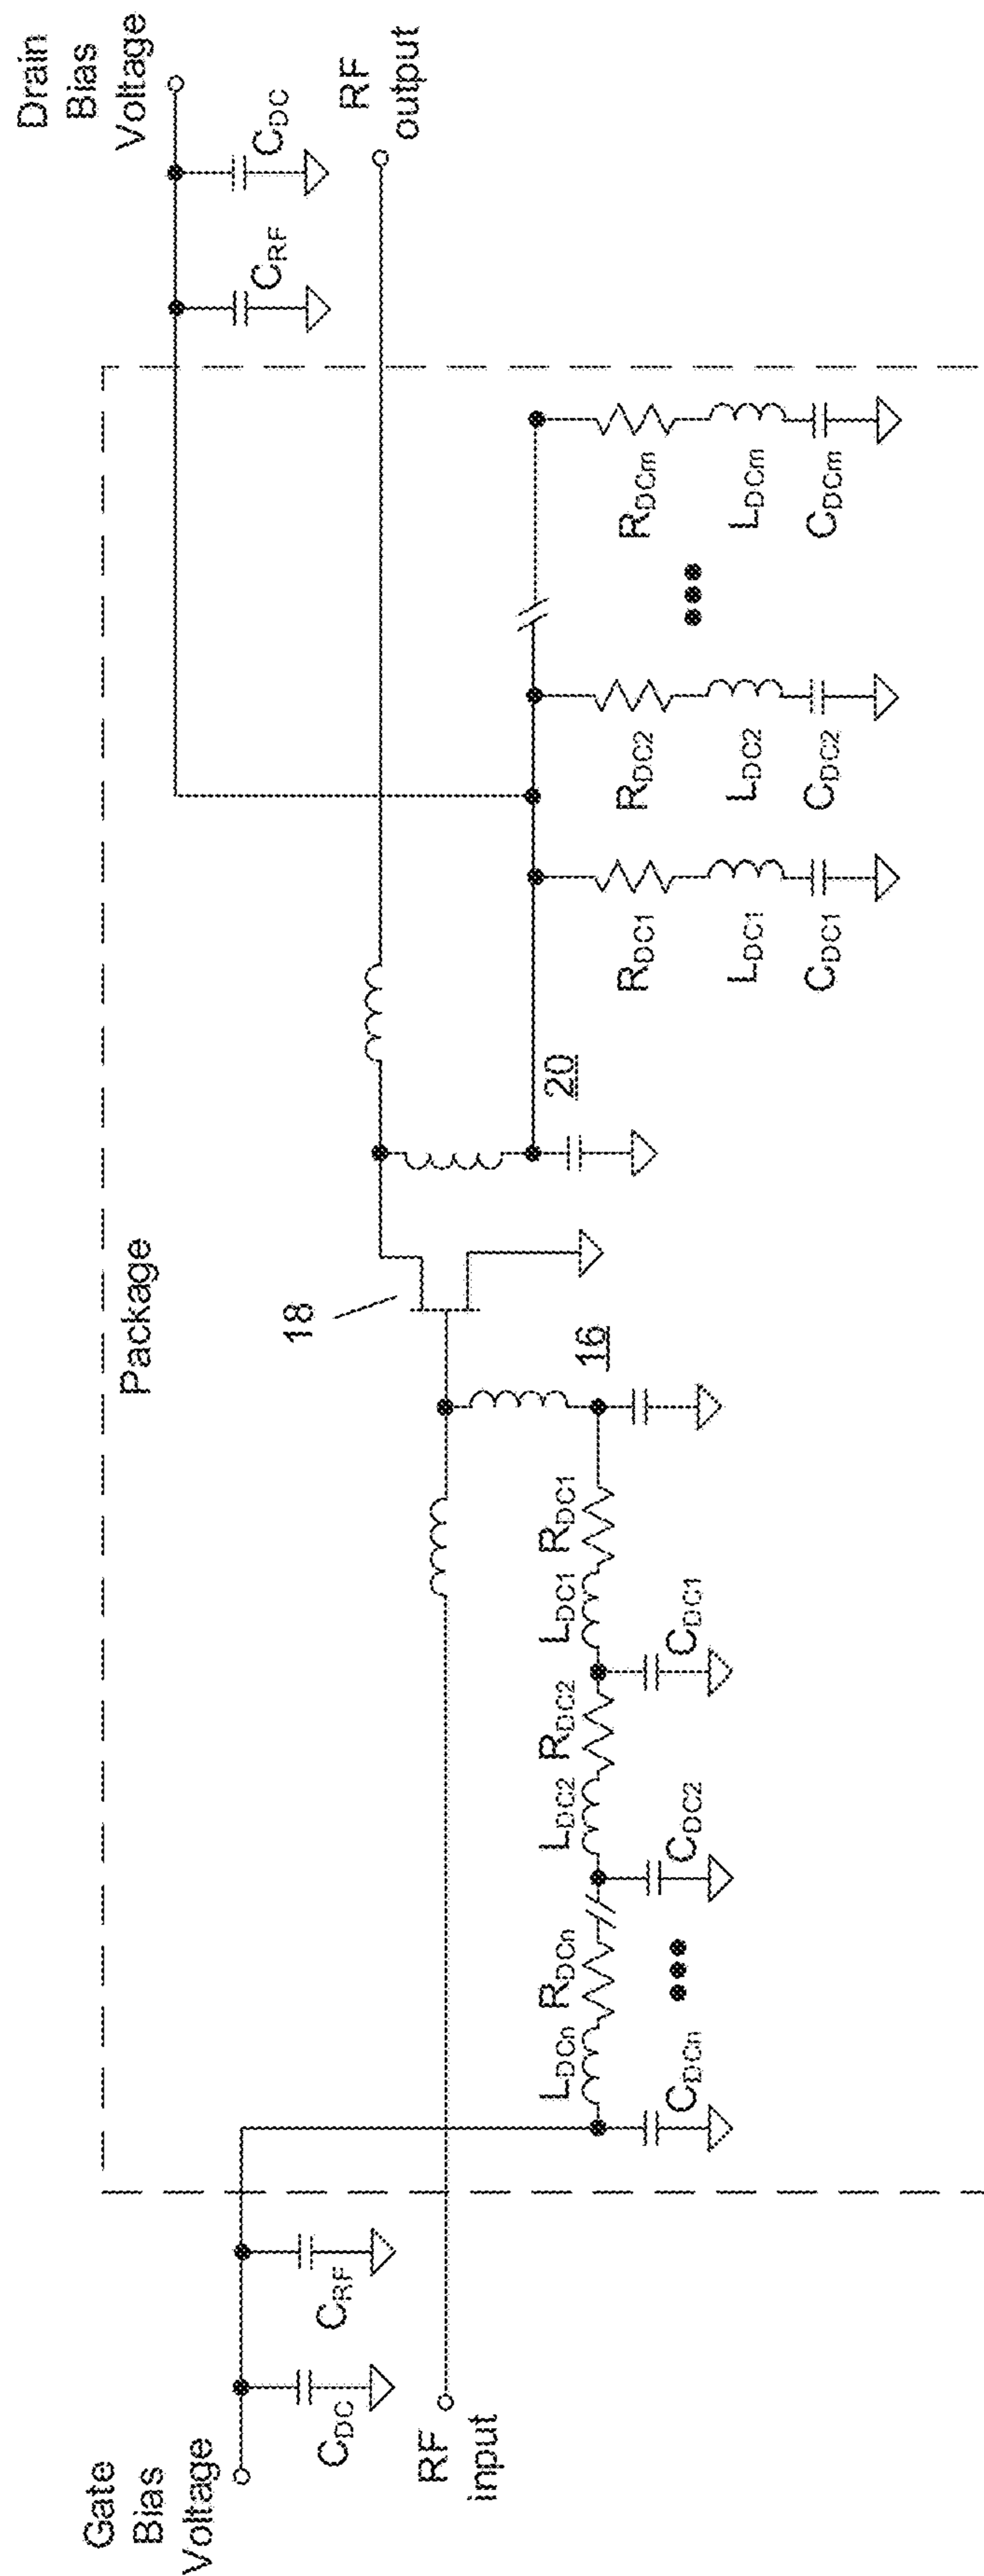 Package
Gate
Bias
Voltage
C_DC
C_RF
RF
input
L_DCn
R_DCn
L_DC2
R_DC2
L_DC1
R_DC1
C_DCn
•••
C_DC2
C_DC1
16
18
20
R_DC1
L_DC1
C_DC1
R_DC2
L_DC2
C_DC2
•••
R_DCm
L_DCm
C_DCm
C_RF
C_DC
Drain
Bias
Voltage
RF
output